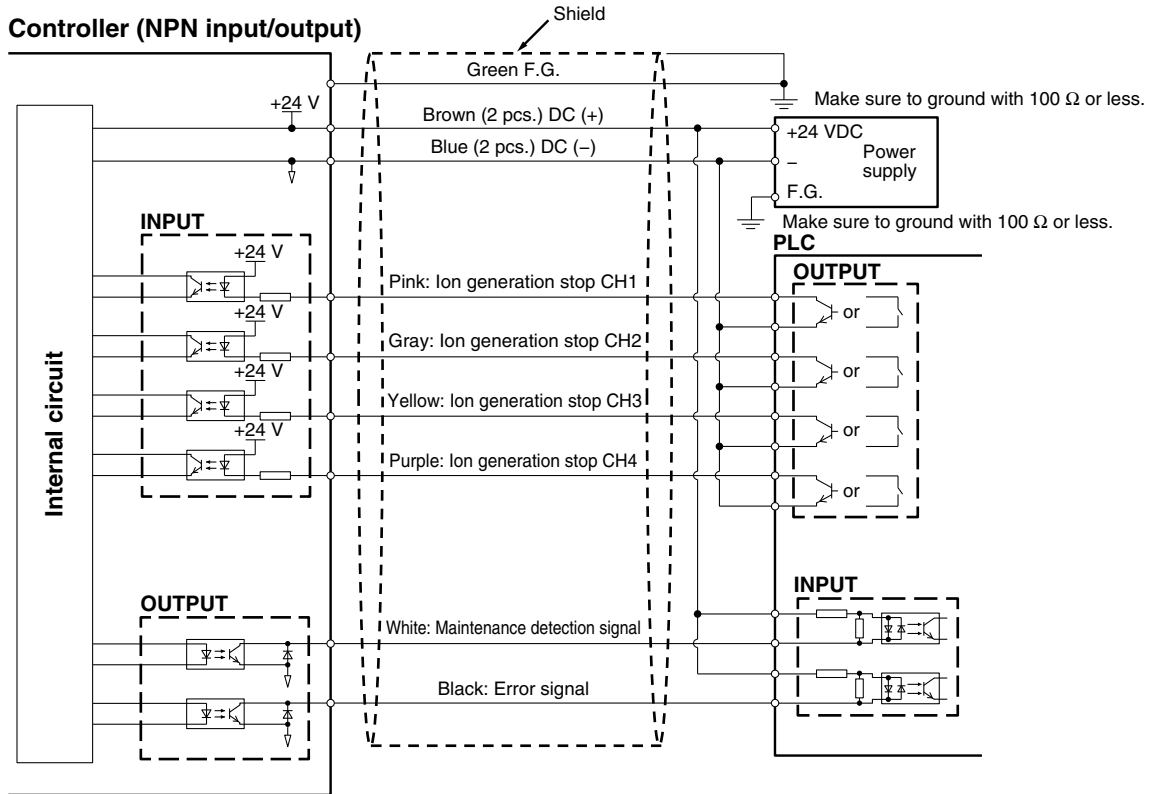 Shield
Controller (NPN input/output)
Green F.G.
+24 V
Make sure to ground with 100 Ω or less.
Brown (2 pcs.) DC (+)
+24 VDC
Blue (2 pcs.) DC (−)
Power
supply
−
F.G.
Make sure to ground with 100 Ω or less.
INPUT
PLC
+24 V
OUTPUT
Pink: Ion generation stop CH1
or
+24 V
Gray: Ion generation stop CH2
or
+24 V
Yellow: Ion generation stop CH3
or
+24 V
Purple: Ion generation stop CH4
or
Internal circuit
INPUT
OUTPUT
White: Maintenance detection signal
Black: Error signal